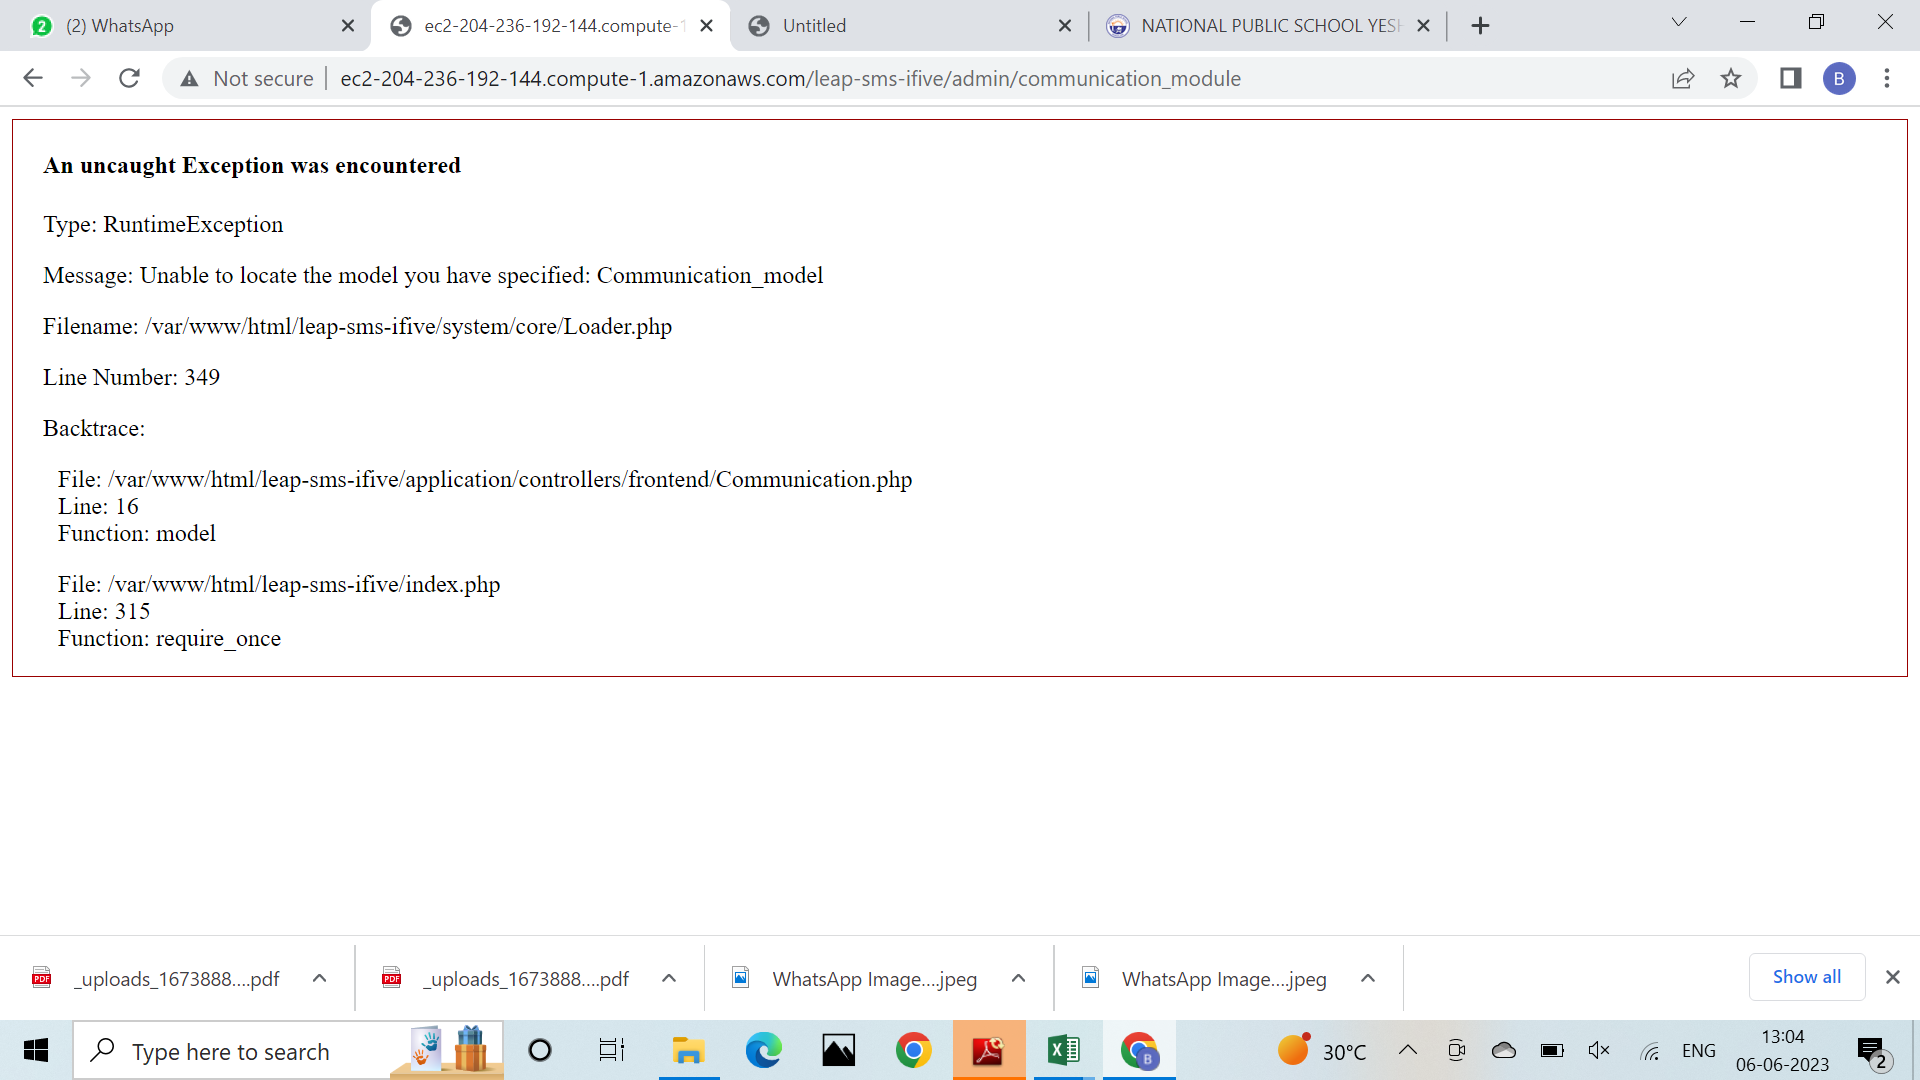 (2) WhatsApp
ec2-204-236-192-144.compute-1
Untitled
NATIONAL PUBLIC SCHOOL YESH
Not secure
ec2-204-236-192-144.compute-1.amazonaws.com/leap-sms-ifive/admin/communication_module
B
An uncaught Exception was encountered
Type: RuntimeException
Message: Unable to locate the model you have specified: Communication_model
Filename: /var/www/html/leap-sms-ifive/system/core/Loader.php
Line Number: 349
Backtrace:
File: /var/www/html/leap-sms-ifive/application/controllers/frontend/Communication.php
Line: 16
Function: model
File: /var/www/html/leap-sms-ifive/index.php
Line: 315
Function: require_once
PDF _uploads_1673888....pdf
PDF _uploads_1673888....pdf
WhatsApp Image....jpeg
WhatsApp Image....jpeg
Show all
Type here to search
B
30°C
ENG
13:04
06-06-2023
2